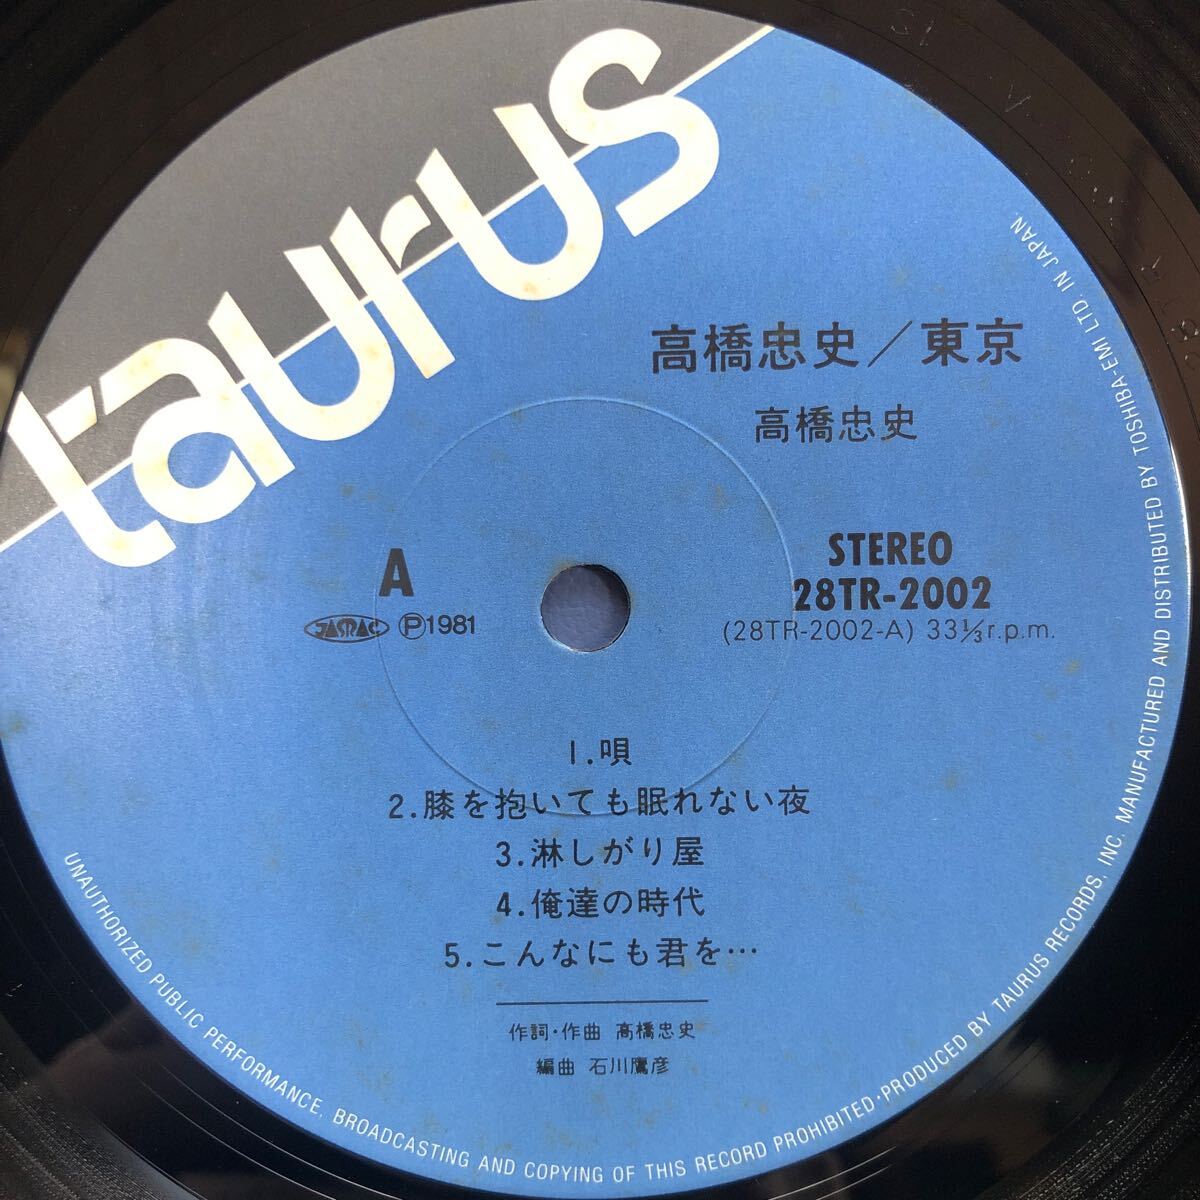 taurus
高橋忠史／東京
高橋忠史
A
STEREO
28TR-2002
JASRAC Ⓟ1981
(28TR-2002-A) 33⅓r.p.m.
1.唄
2.膝を抱いても眠れない夜
3.淋しがり屋
4.俺達の時代
5.こんなにも君を…
作詞・作曲 高橋忠史
編曲 石川鷹彦
UNAUTHORIZED PUBLIC PERFORMANCE, BROADCASTING AND COPYING OF THIS RECORD PROHIBITED・PRODUCED BY TAURUS RECORDS, INC. MANUFACTURED AND DISTRIBUTED BY TOSHIBA-EMI LTD. IN JAPAN.